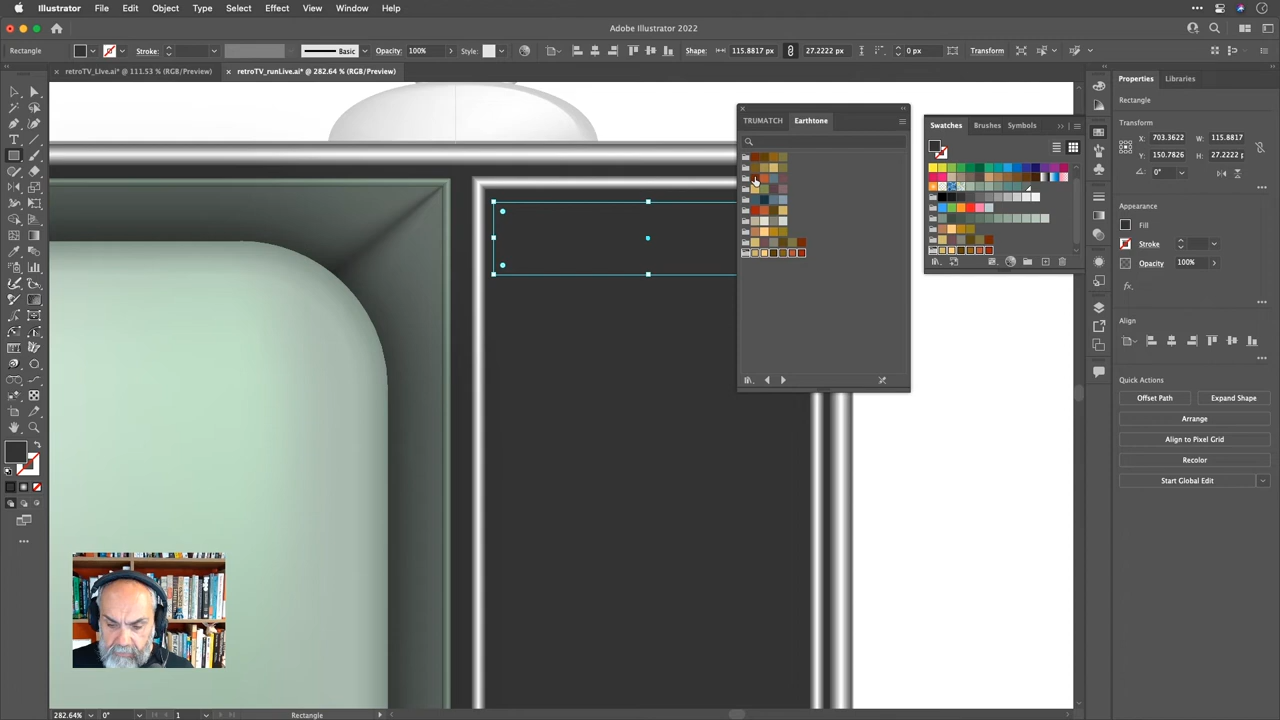 Illustrator File Edit Object Type Select Effect View Window Help
Adobe Illustrator 2022
Rectangle Stroke: Basic Opacity: 100% Style: Shape: 115.8817 px 27.2222 px 0 px Transform
× retroTV_Live.ai* @ 111.53 % (RGB/Preview) × retroTV_runLive.ai* @ 282.64 % (RGB/Preview)
Properties Libraries
Rectangle
Transform
X: 703.3622 W: 115.8817
Y: 150.7826 H: 27.2222 p
0°
Appearance
Fill
Stroke
Opacity 100%
fx.
Align
Quick Actions
Offset Path Expand Shape
Arrange
Align to Pixel Grid
Recolor
Start Global Edit
TRUMATCH Earthtone
Swatches Brushes Symbols
282.64% 0° 1 Rectangle